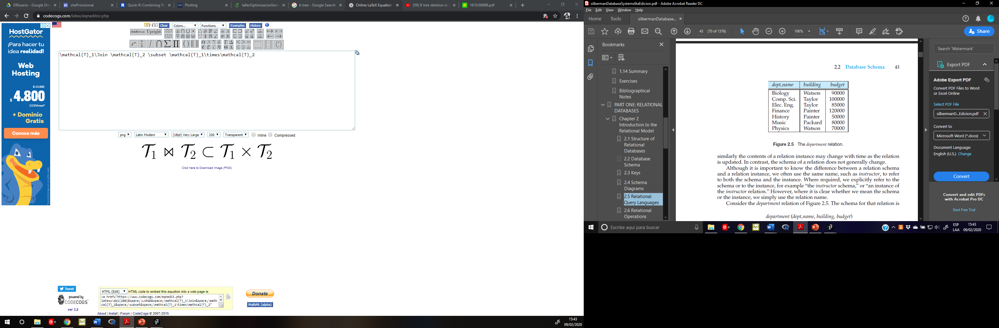 ElRosario - Google Driv
siteProvisional
Quick-R: Combining Pl
Plotting
tallerOptimizacionSem
b tree - Google Search
Online LaTeX Equation
(59) B tree deletion in
1610.00888.pdf
codecogs.com/latex/eqneditor.php
HostGator
¡Para hacer tu
idea realidad!
Web
Hosting
$ 11.900
$ 4.800
COP/mes*
+ Dominio
Gratis
Conoce más
*condiciones en el sitio web
Clear
Colors...
Functions...
Examples
History
BoldGreen
Upright
\mathcal{T}_1\Join \mathcal{T}_2 \subset \mathcal{T}_1\times\mathcal{T}_2
png
Latin Modern
(18pt) Very Large
200
Transparent
Inline
Compressed
𝒯1 ⋈ 𝒯2 ⊂ 𝒯1 × 𝒯2
Click here to Download Image (PNG)
Tweet
powered by
CODECOGS
ver 3.2
HTML (Edit)
HTML code to embed this equation into a web page is:
<a href="https://www.codecogs.com/eqnedit.php?
latex=\dpi{200}&space;\LARGE&space;\mathcal{T}_1\Join&space;\math
cal{T}_2&space;\subset&space;\mathcal{T}_1\times\mathcal{T}_2"
Donate
MathML (alpha)
About | Install | Forum | CodeCogs © 2007-2015
15:43
09/02/2020
silbermanDatabaseSystems6taEdicion.pdf - Adobe Acrobat Reader DC
File Edit View Window Help
Home Tools silbermanDatabase...
43 (70 of 1376)
106%
Share
Bookmarks
1.14 Summary
Exercises
Bibliographical
Notes
PART ONE: RELATIONAL
DATABASES
Chapter 2
Introduction to the
Relational Model
2.1 Structure of
Relational
Databases
2.2 Database
Schema
2.3 Keys
2.4 Schema
Diagrams
2.5 Relational
Query Languages
2.6 Relational
Operations
2.2 Database Schema 43
dept_name building budget
Biology Watson 90000
Comp. Sci. Taylor 100000
Elec. Eng. Taylor 85000
Finance Painter 120000
History Painter 50000
Music Packard 80000
Physics Watson 70000
Figure 2.5 The department relation.
similarly the contents of a relation instance may change with time as the relation
is updated. In contrast, the schema of a relation does not generally change.
Although it is important to know the difference between a relation schema
and a relation instance, we often use the same name, such as instructor, to refer
to both the schema and the instance. Where required, we explicitly refer to the
schema or to the instance, for example “the instructor schema,” or “an instance of
the instructor relation.” However, where it is clear whether we mean the schema
or the instance, we simply use the relation name.
Consider the department relation of Figure 2.5. The schema for that relation is
department (dept_name, building, budget)
Search 'Watermark'
Export PDF
Adobe Export PDF
Convert PDF Files to Word
or Excel Online
Select PDF File
silbermanD...Edicion.pdf
Convert to
Microsoft Word (*.docx)
Document Language:
English (U.S.) Change
Convert
Convert and edit PDFs
with Acrobat Pro DC
Start Free Trial
Escribe aquí para buscar
ESP
LAA
15:43
09/02/2020